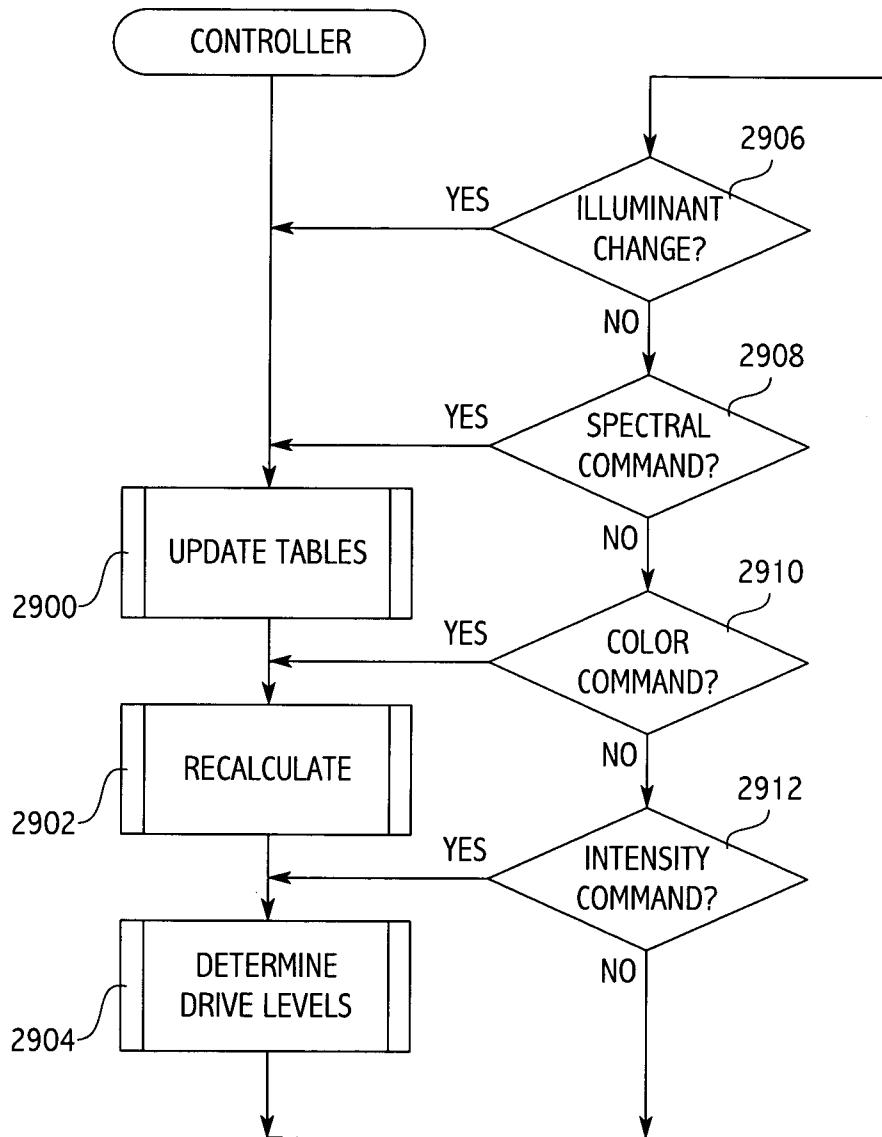 CONTROLLER
2906
YES
ILLUMINANT
CHANGE?
NO
2908
YES
SPECTRAL
COMMAND?
NO
UPDATE TABLES
2900
2910
YES
COLOR
COMMAND?
NO
RECALCULATE
2902
2912
YES
INTENSITY
COMMAND?
NO
DETERMINE
DRIVE LEVELS
2904